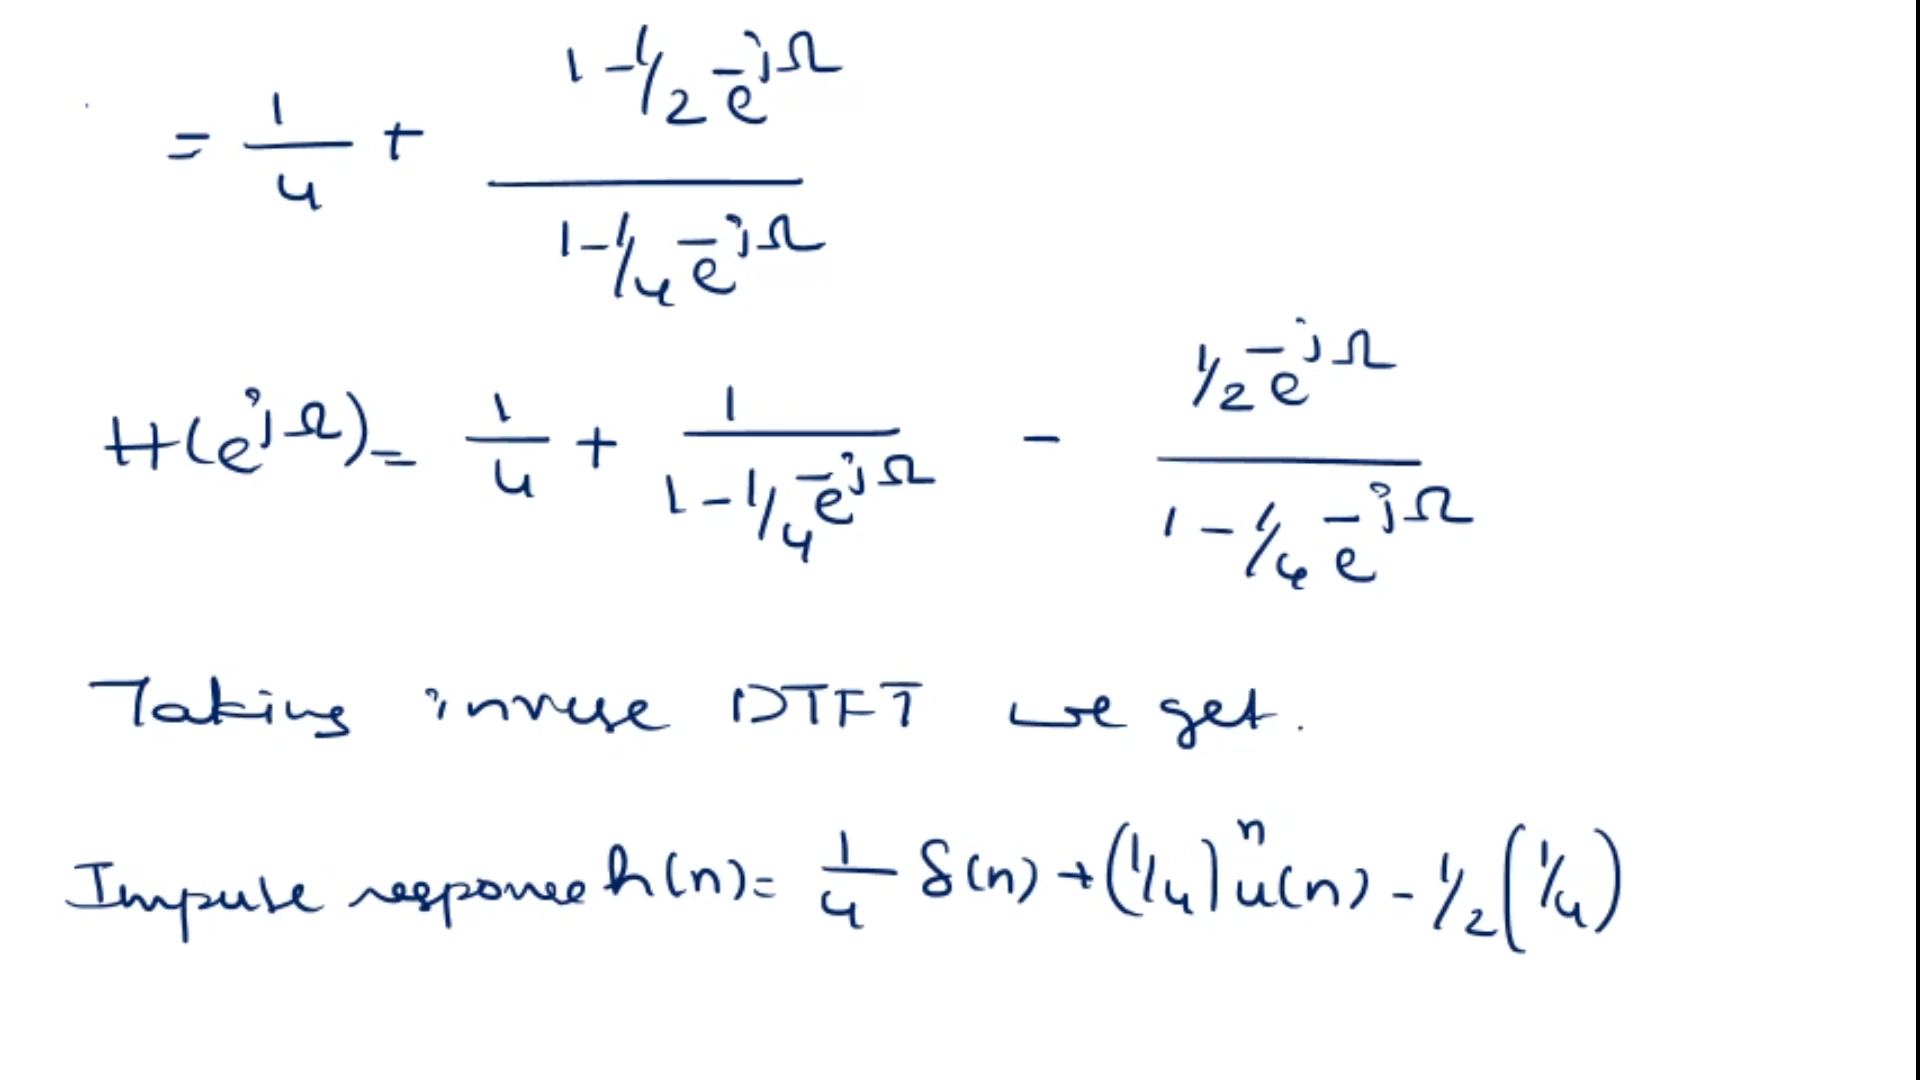 = 1/4 + (1 - 1/2 e^-jΩ) / (1 - 1/4 e^-jΩ)
H(e^jΩ) = 1/4 + 1 / (1 - 1/4 e^-jΩ) - (1/2 e^-jΩ) / (1 - 1/4 e^-jΩ)
Taking inverse DTFT we get.
Impulse response h(n) = 1/4 δ(n) + (1/4)^n u(n) - 1/2 (1/4)